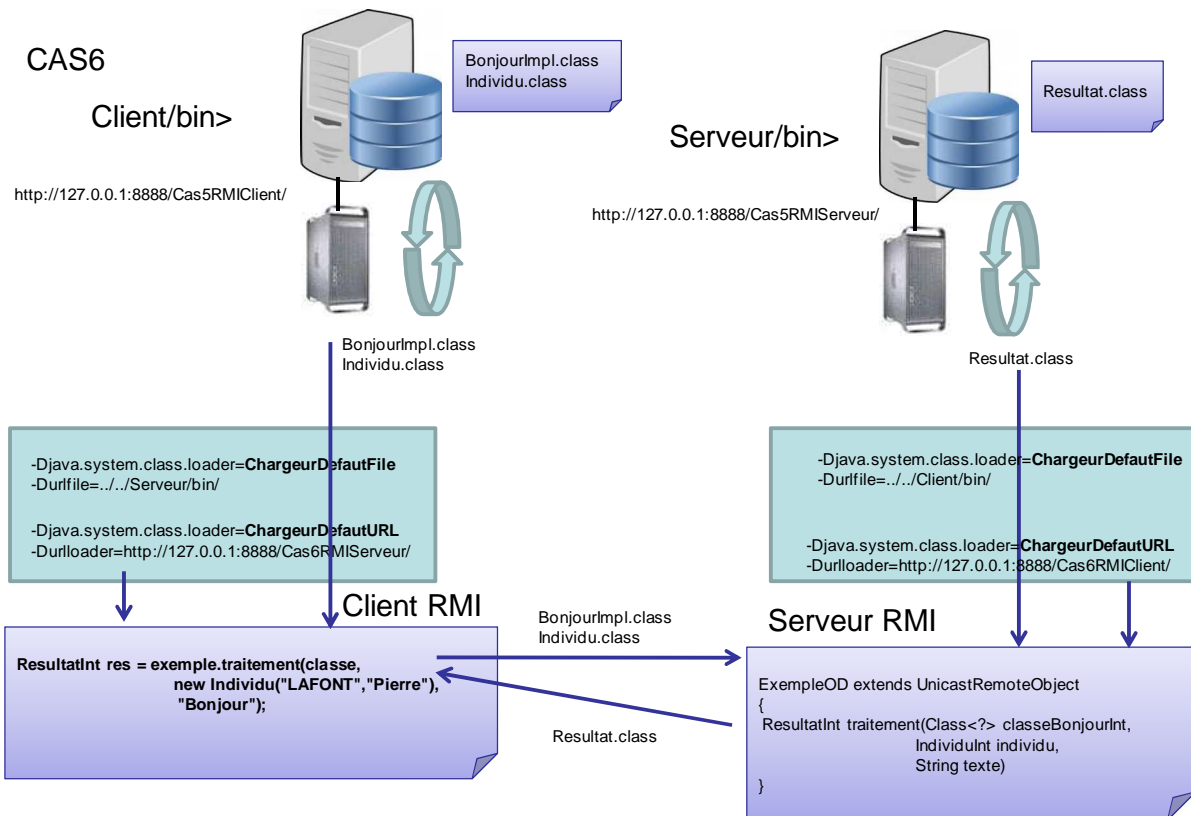 CAS6
Client/bin>
BonjourImpl.class
Individu.class
Serveur/bin>
Resultat.class
http://127.0.0.1:8888/Cas5RMIClient/
http://127.0.0.1:8888/Cas5RMIServeur/
BonjourImpl.class
Individu.class
Resultat.class
-Djava.system.class.loader=ChargeurDefautFile
-Durlfile=../../Serveur/bin/
-Djava.system.class.loader=ChargeurDefautURL
-Durlloader=http://127.0.0.1:8888/Cas6RMIServeur/
-Djava.system.class.loader=ChargeurDefautFile
-Durlfile=../../Client/bin/
-Djava.system.class.loader=ChargeurDefautURL
-Durlloader=http://127.0.0.1:8888/Cas6RMIClient/
Client RMI
BonjourImpl.class
Individu.class
Serveur RMI
ResultatInt res = exemple.traitement(classe,
new Individu("LAFONT","Pierre"),
"Bonjour");
Resultat.class
ExempleOD extends UnicastRemoteObject
{
ResultatInt traitement(Class<?> classeBonjourInt,
IndividuInt individu,
String texte)
}